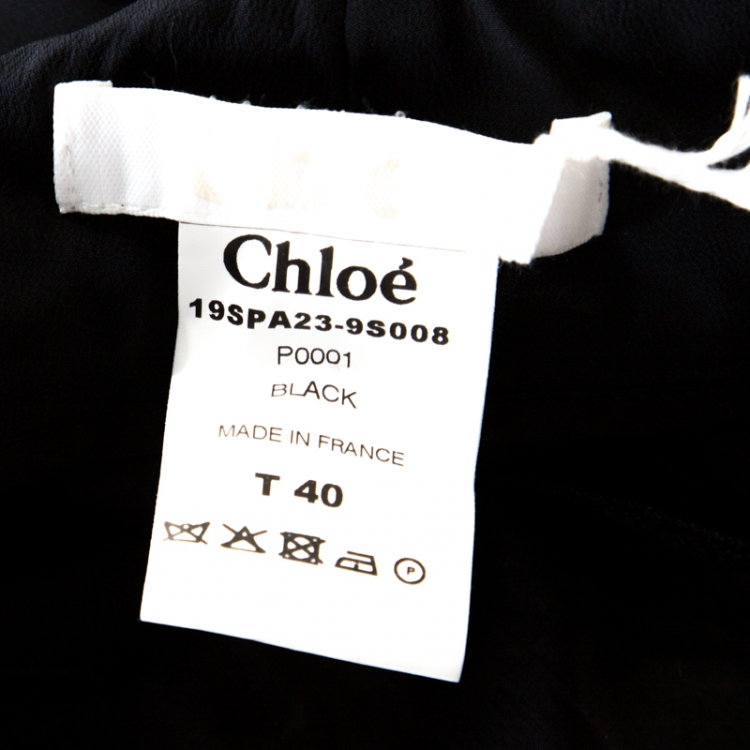 Chloé
19SPA23-9S008
P0001
BLACK
MADE IN FRANCE
T 40
P